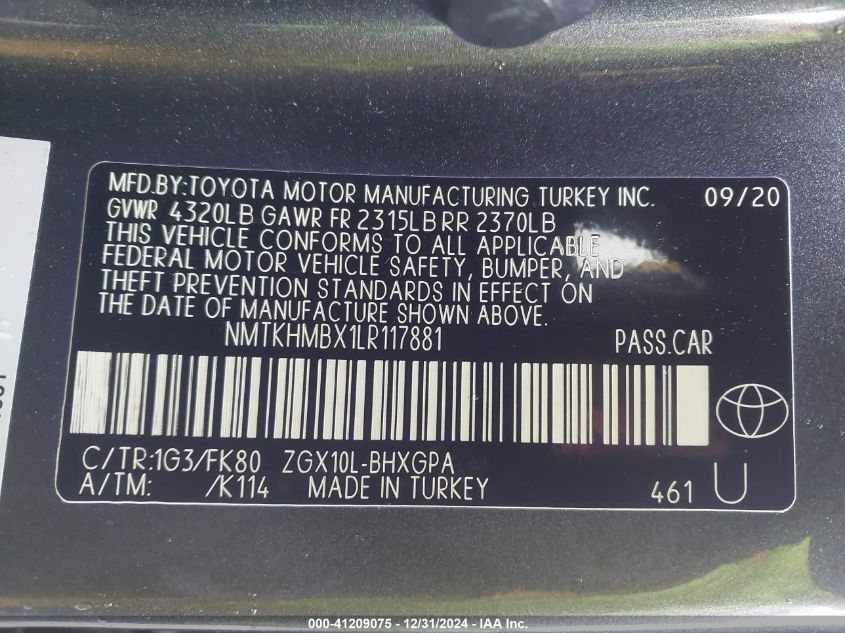 MFD.BY:TOYOTA MOTOR MANUFACTURING TURKEY INC. 09/20
GVWR 4320LB GAWR FR 2315LB RR 2370LB
THIS VEHICLE CONFORMS TO ALL APPLICABLE
FEDERAL MOTOR VEHICLE SAFETY, BUMPER, AND
THEFT PREVENTION STANDARDS IN EFFECT ON
THE DATE OF MANUFACTURE SHOWN ABOVE.
NMTKHMBX1LR117881 PASS.CAR
C/TR:1G3/FK80 ZGX10L-BHXGPA
A/TM: /K114 MADE IN TURKEY 461 U
000-41209075 - 12/31/2024 - IAA Inc.